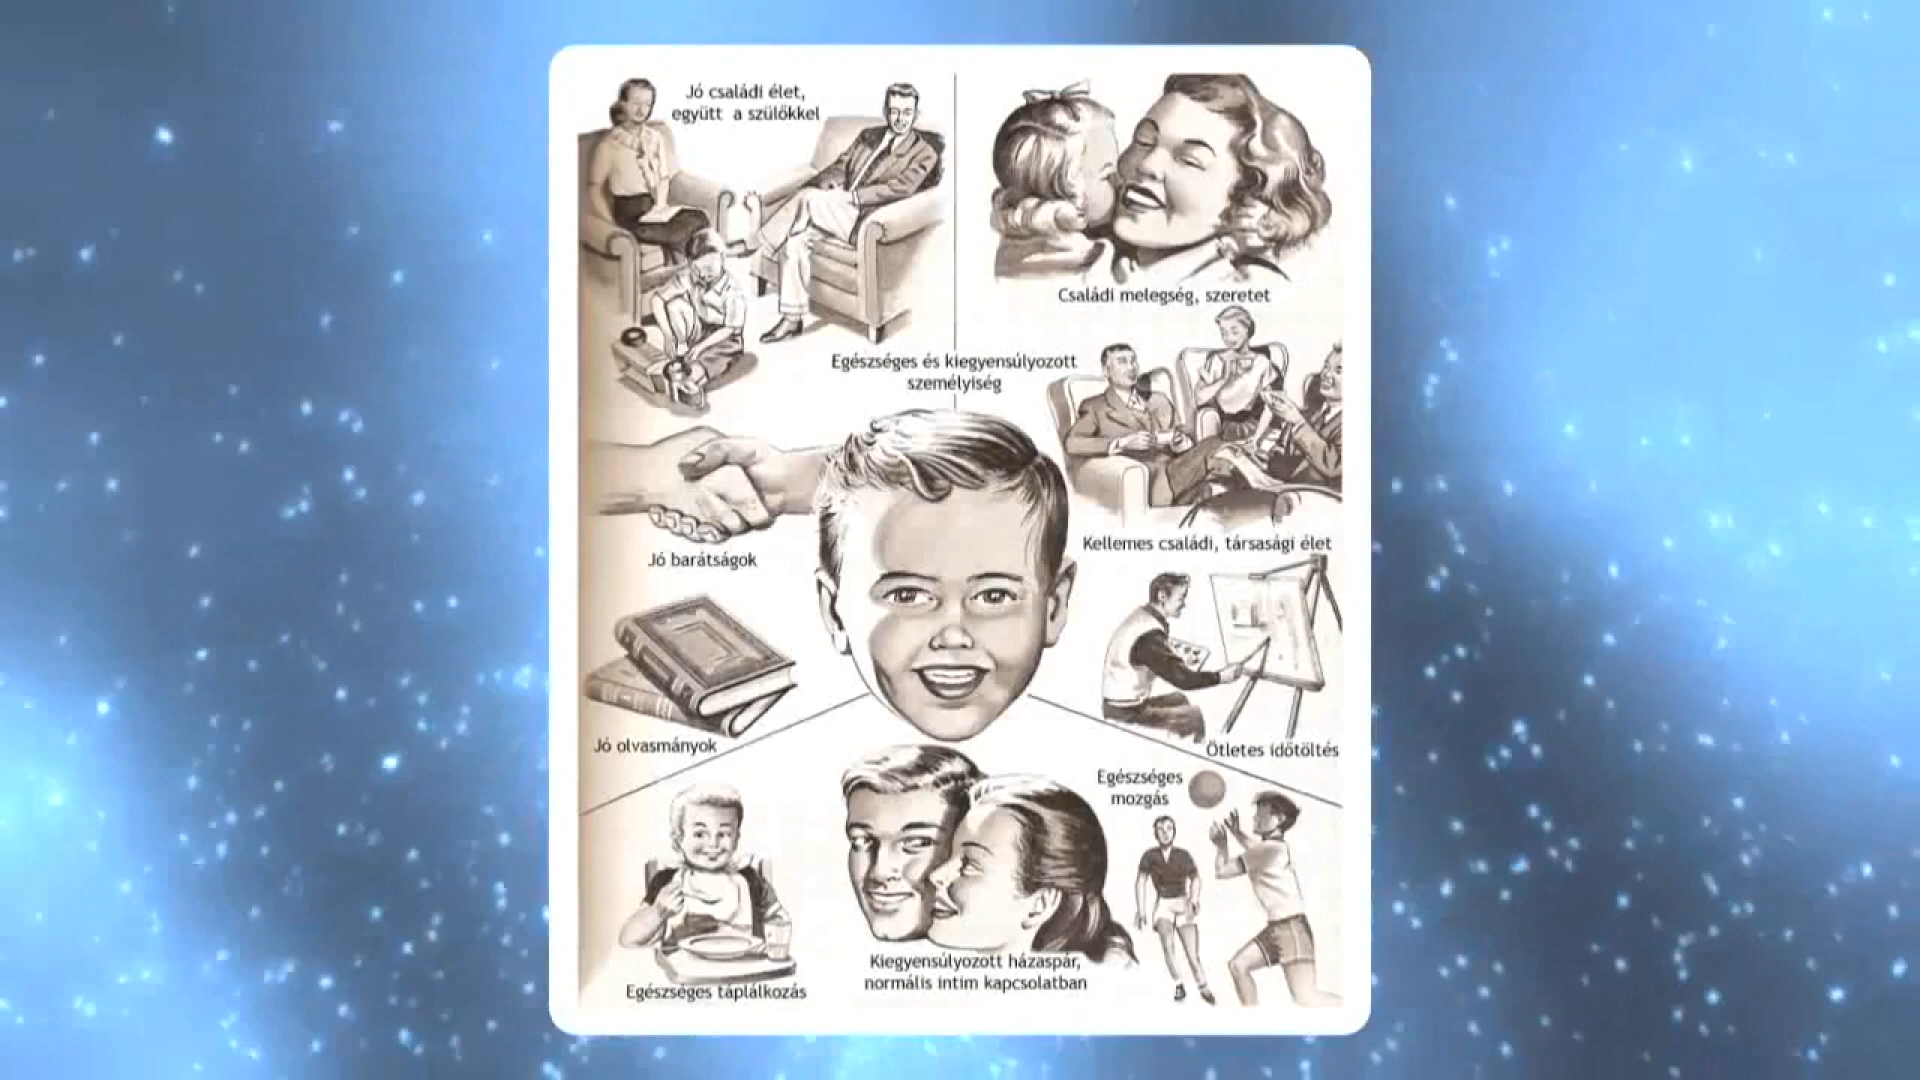 Jó családi élet,
együtt a szülőkkel
Családi melegség, szeretet
Egészséges és kiegyensúlyozott
személyiség
Jó barátságok
Kellemes családi, társasági élet
Jó olvasmányok
Ötletes időtöltés
Egészséges
mozgás
Egészséges táplálkozás
Kiegyensúlyozott házaspár,
normális intim kapcsolatban